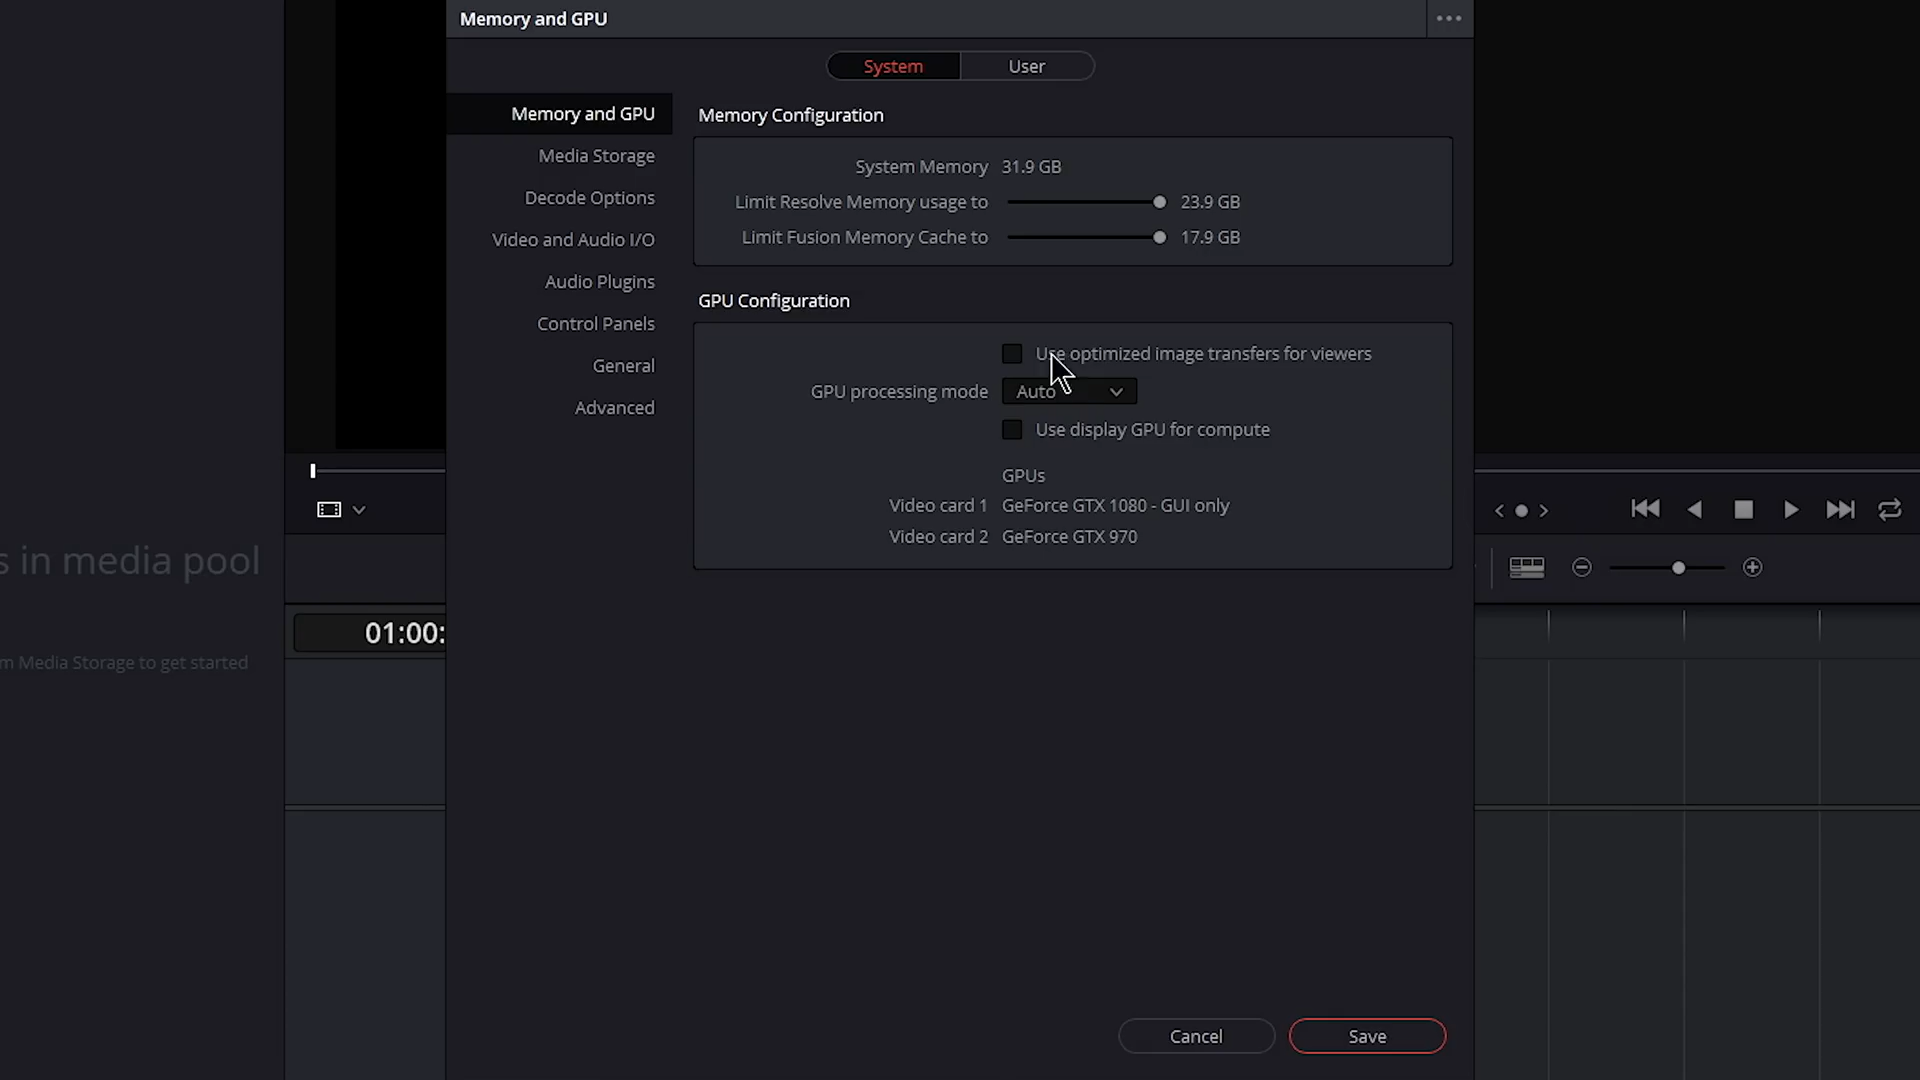 Memory and GPU
System
User
Memory and GPU
Media Storage
Decode Options
Video and Audio I/O
Audio Plugins
Control Panels
General
Advanced
Memory Configuration
System Memory 31.9 GB
Limit Resolve Memory usage to 23.9 GB
Limit Fusion Memory Cache to 17.9 GB
GPU Configuration
Use optimized image transfers for viewers
GPU processing mode Auto
Use display GPU for compute
GPUs
Video card 1 GeForce GTX 1080 - GUI only
Video card 2 GeForce GTX 970
s in media pool
m Media Storage to get started
01:00:
Cancel
Save